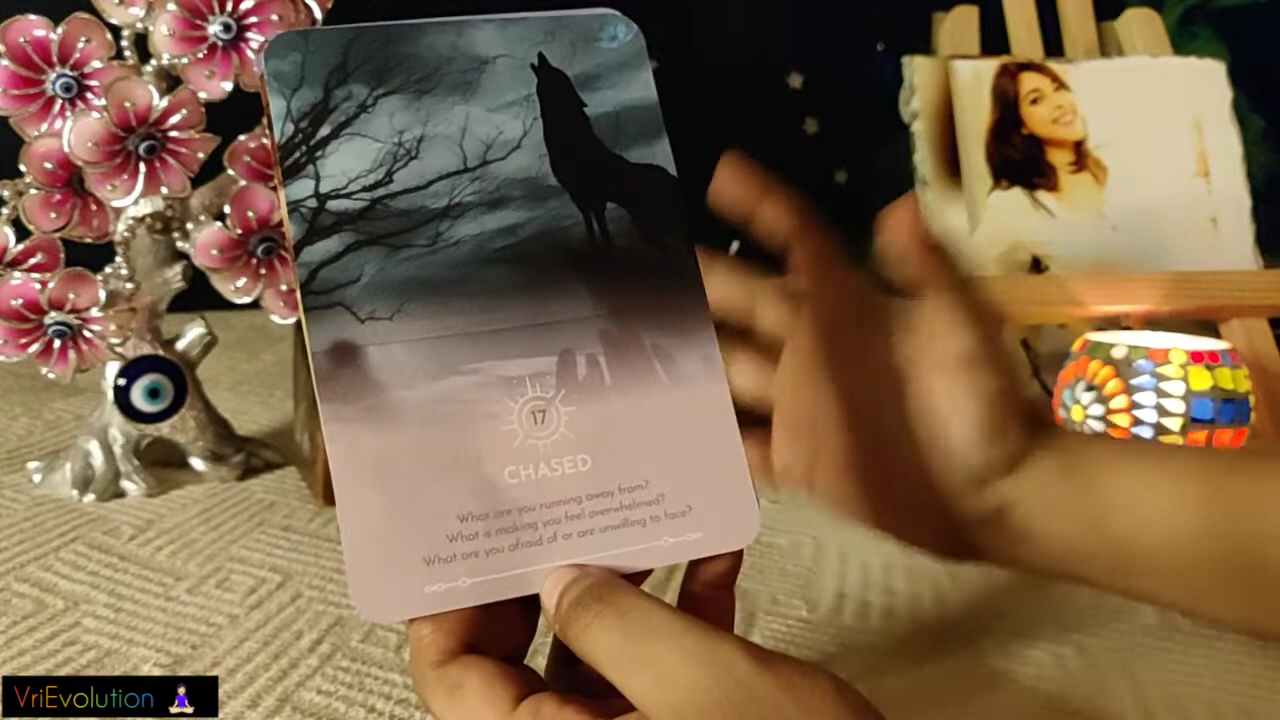 17
CHASED
What are you running away from?
What is making you feel overwhelmed?
What are you afraid of or are unwilling to face?
VriEvolution